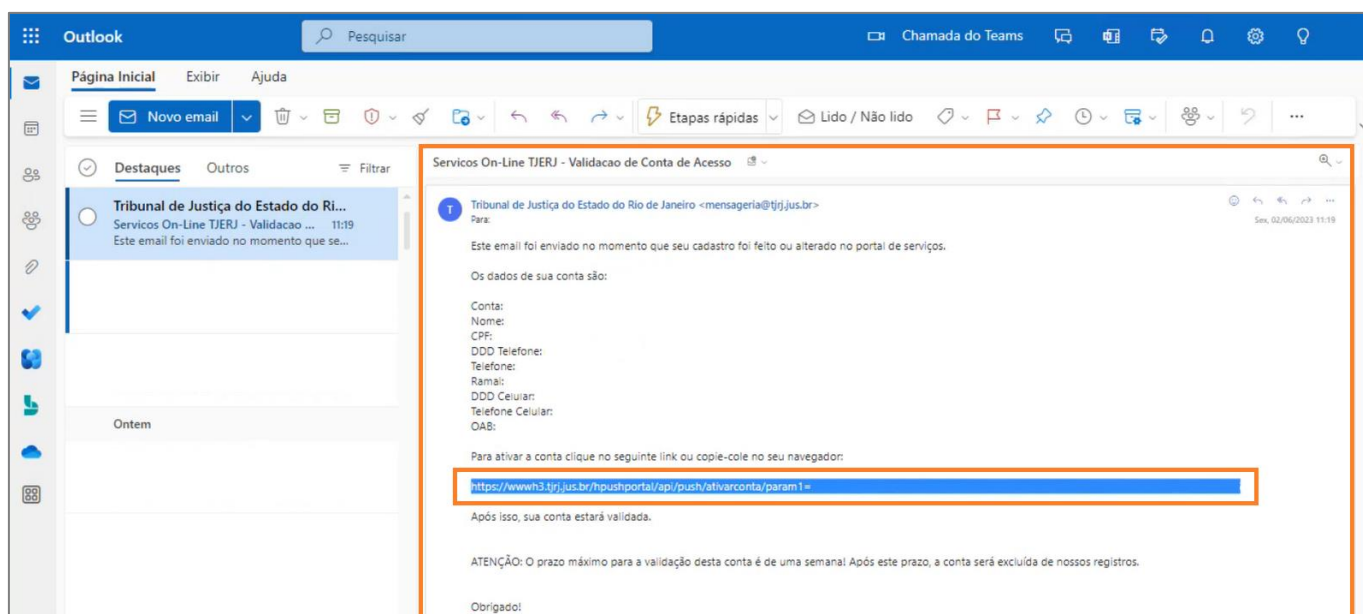 Outlook
Pesquisar
Chamada do Teams
Página Inicial Exibir Ajuda
Novo email
Etapas rápidas
Lido / Não lido
Destaques Outros Filtrar
Tribunal de Justiça do Estado do Ri...
Servicos On-Line TJERJ - Validacao ... 11:19
Este email foi enviado no momento que se...
Ontem
Servicos On-Line TJERJ - Validacao de Conta de Acesso
T
Tribunal de Justiça do Estado do Rio de Janeiro <mensageria@tjrj.jus.br>
Para:
Sex, 02/06/2023 11:19
Este email foi enviado no momento que seu cadastro foi feito ou alterado no portal de serviços.
Os dados de sua conta são:
Conta:
Nome:
CPF:
DDD Telefone:
Telefone:
Ramal:
DDD Celular:
Telefone Celular:
OAB:
Para ativar a conta clique no seguinte link ou copie-cole no seu navegador:
https://wwwh3.tjrj.jus.br/hpushportal/api/push/ativarconta/param1=
Após isso, sua conta estará validada.
ATENÇÃO: O prazo máximo para a validação desta conta é de uma semana! Após este prazo, a conta será excluída de nossos registros.
Obrigado!